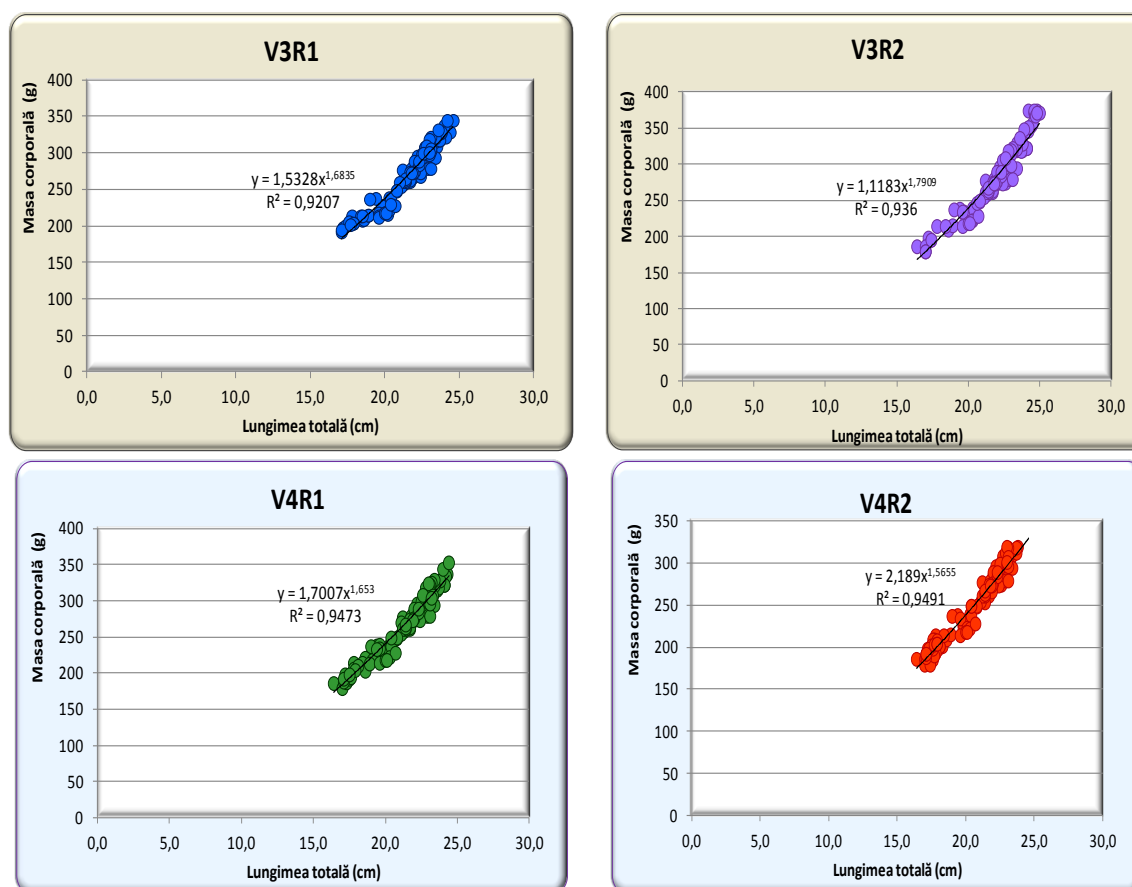 V3R1
Masa corporală (g)
400
350
300
250
200
150
100
50
0
y = 1,5328x^1,6835
R² = 0,9207
0,0 5,0 10,0 15,0 20,0 25,0 30,0
Lungimea totală (cm)
V3R2
Masa corporală (g)
400
350
300
250
200
150
100
50
0
y = 1,1183x^1,7909
R² = 0,936
0,0 5,0 10,0 15,0 20,0 25,0 30,0
Lungimea totală (cm)
V4R1
Masa corporală (g)
400
350
300
250
200
150
100
50
0
y = 1,7007x^1,653
R² = 0,9473
0,0 5,0 10,0 15,0 20,0 25,0 30,0
Lungimea totală (cm)
V4R2
Masa corporală (g)
350
300
250
200
150
100
50
0
y = 2,189x^1,5655
R² = 0,9491
0,0 5,0 10,0 15,0 20,0 25,0 30,0
Lungimea totală (cm)